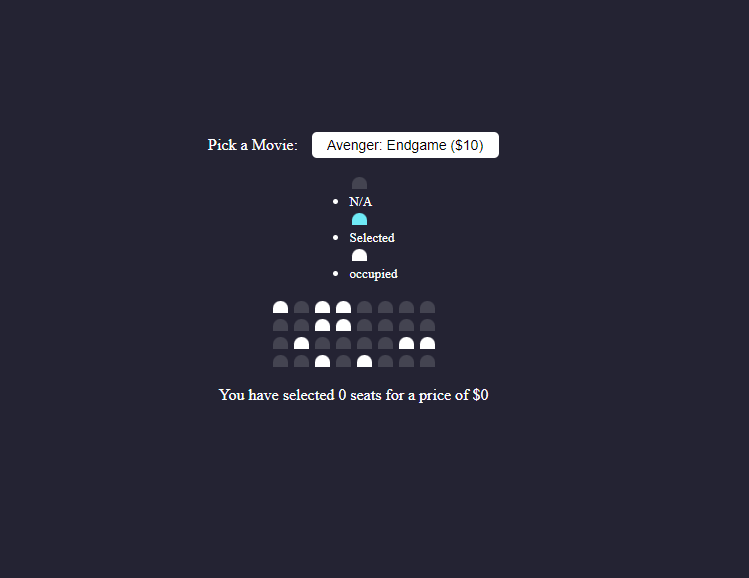 Pick a Movie: Avenger: Endgame ($10)
N/A
Selected
occupied
You have selected 0 seats for a price of $0